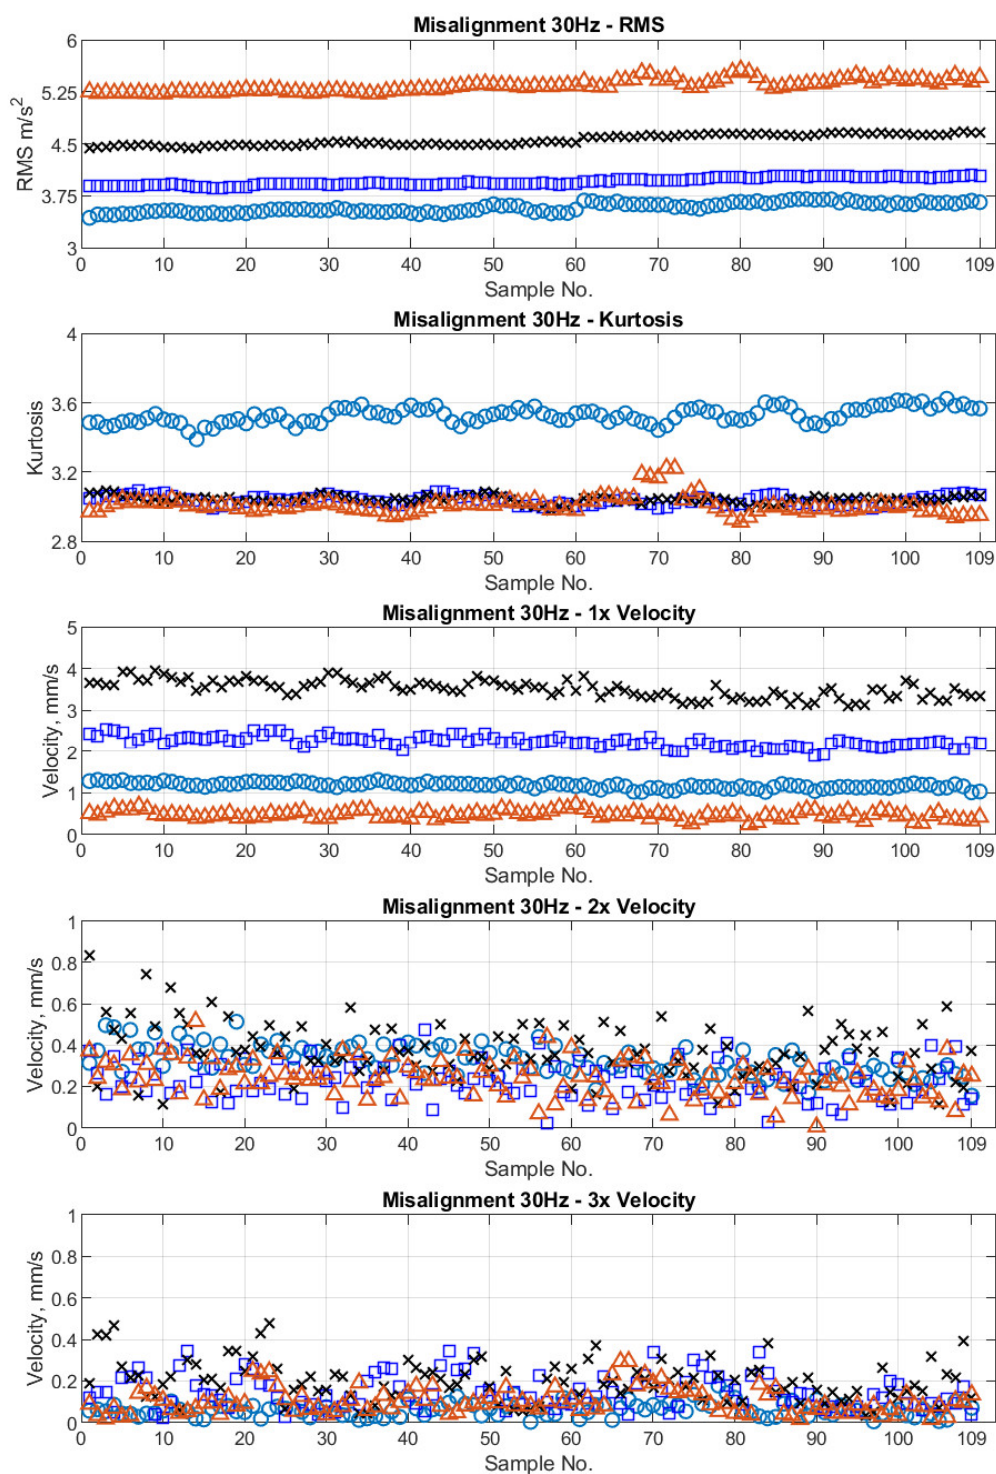 Misalignment 30Hz - RMS
6
5.25
4.5
3.75
3
RMS m/s²
0 10 20 30 40 50 60 70 80 90 100 109
Sample No.
Misalignment 30Hz - Kurtosis
4
3.6
3.2
2.8
Kurtosis
0 10 20 30 40 50 60 70 80 90 100 109
Sample No.
Misalignment 30Hz - 1x Velocity
5
4
3
2
1
0
Velocity, mm/s
0 10 20 30 40 50 60 70 80 90 100 109
Sample No.
Misalignment 30Hz - 2x Velocity
1
0.8
0.6
0.4
0.2
0
Velocity, mm/s
0 10 20 30 40 50 60 70 80 90 100 109
Sample No.
Misalignment 30Hz - 3x Velocity
1
0.8
0.6
0.4
0.2
0
Velocity, mm/s
0 10 20 30 40 50 60 70 80 90 100 109
Sample No.